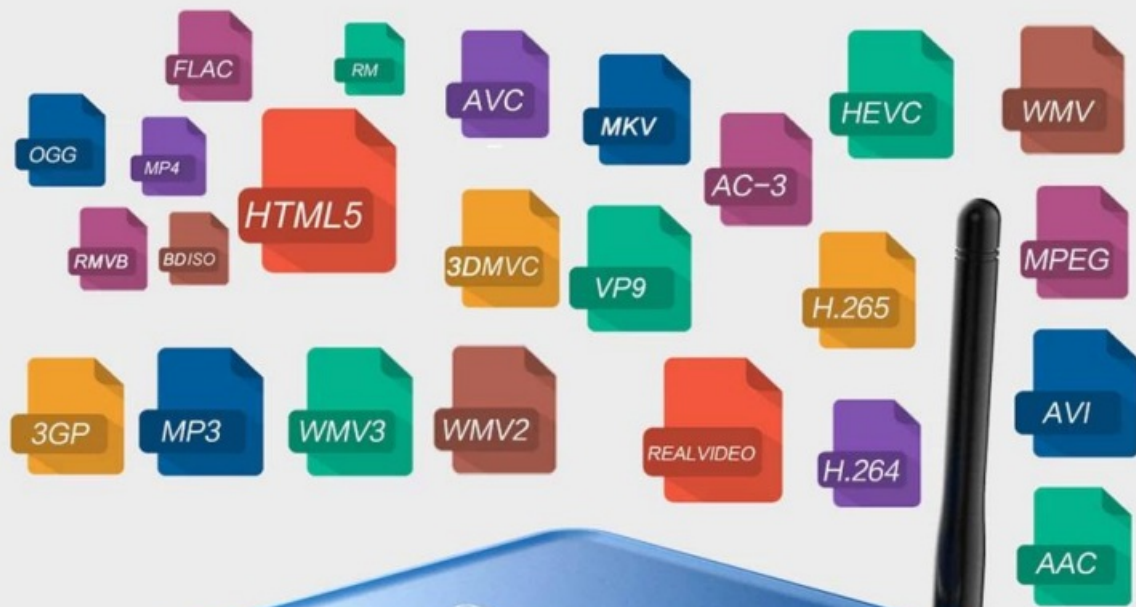 FLAC
RM
AVC
MKV
HEVC
WMV
OGG
MP4
HTML5
AC-3
RMVB
BDISO
3DMVC
VP9
H.265
MPEG
3GP
MP3
WMV3
WMV2
REALVIDEO
H.264
AVI
AAC